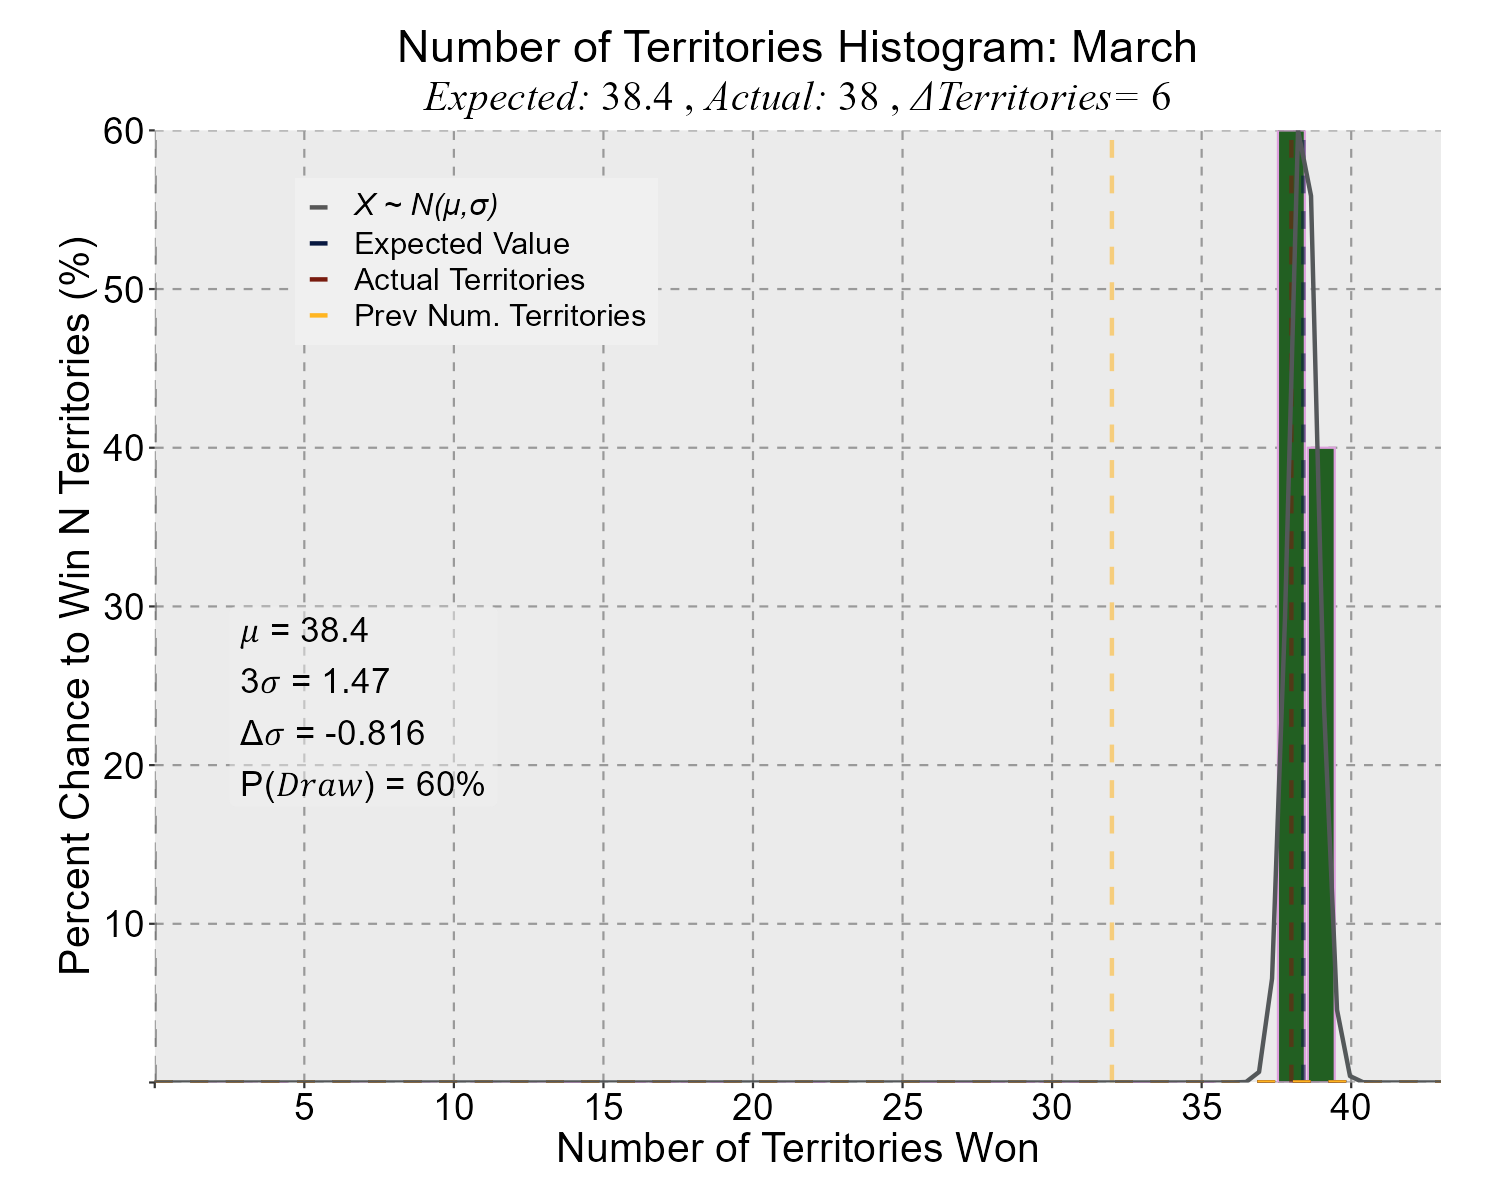 Number of Territories Histogram: March
Expected: 38.4 , Actual: 38 , ΔTerritories= 6
Percent Chance to Win N Territories (%)
60
50
40
30
20
10
X ~ N(μ,σ)
Expected Value
Actual Territories
Prev Num. Territories
μ = 38.4
3σ = 1.47
Δσ = -0.816
P(Draw) = 60%
5 10 15 20 25 30 35 40
Number of Territories Won